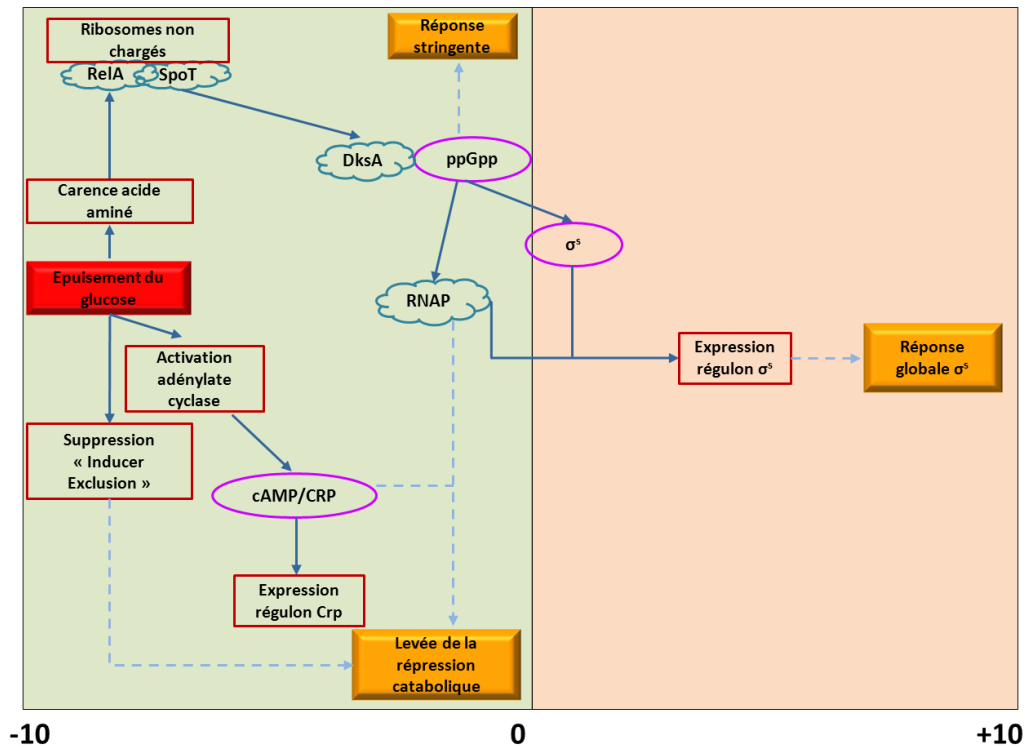 Ribosomes non
chargés
RelA
SpoT
Réponse
stringente
DksA
ppGpp
Carence acide
aminé
σˢ
Epuisement du
glucose
RNAP
Activation
adénylate
cyclase
Expression
régulon σˢ
Réponse
globale σˢ
Suppression
« Inducer
Exclusion »
cAMP/CRP
Expression
régulon Crp
Levée de la
répression
catabolique
-10
0
+10